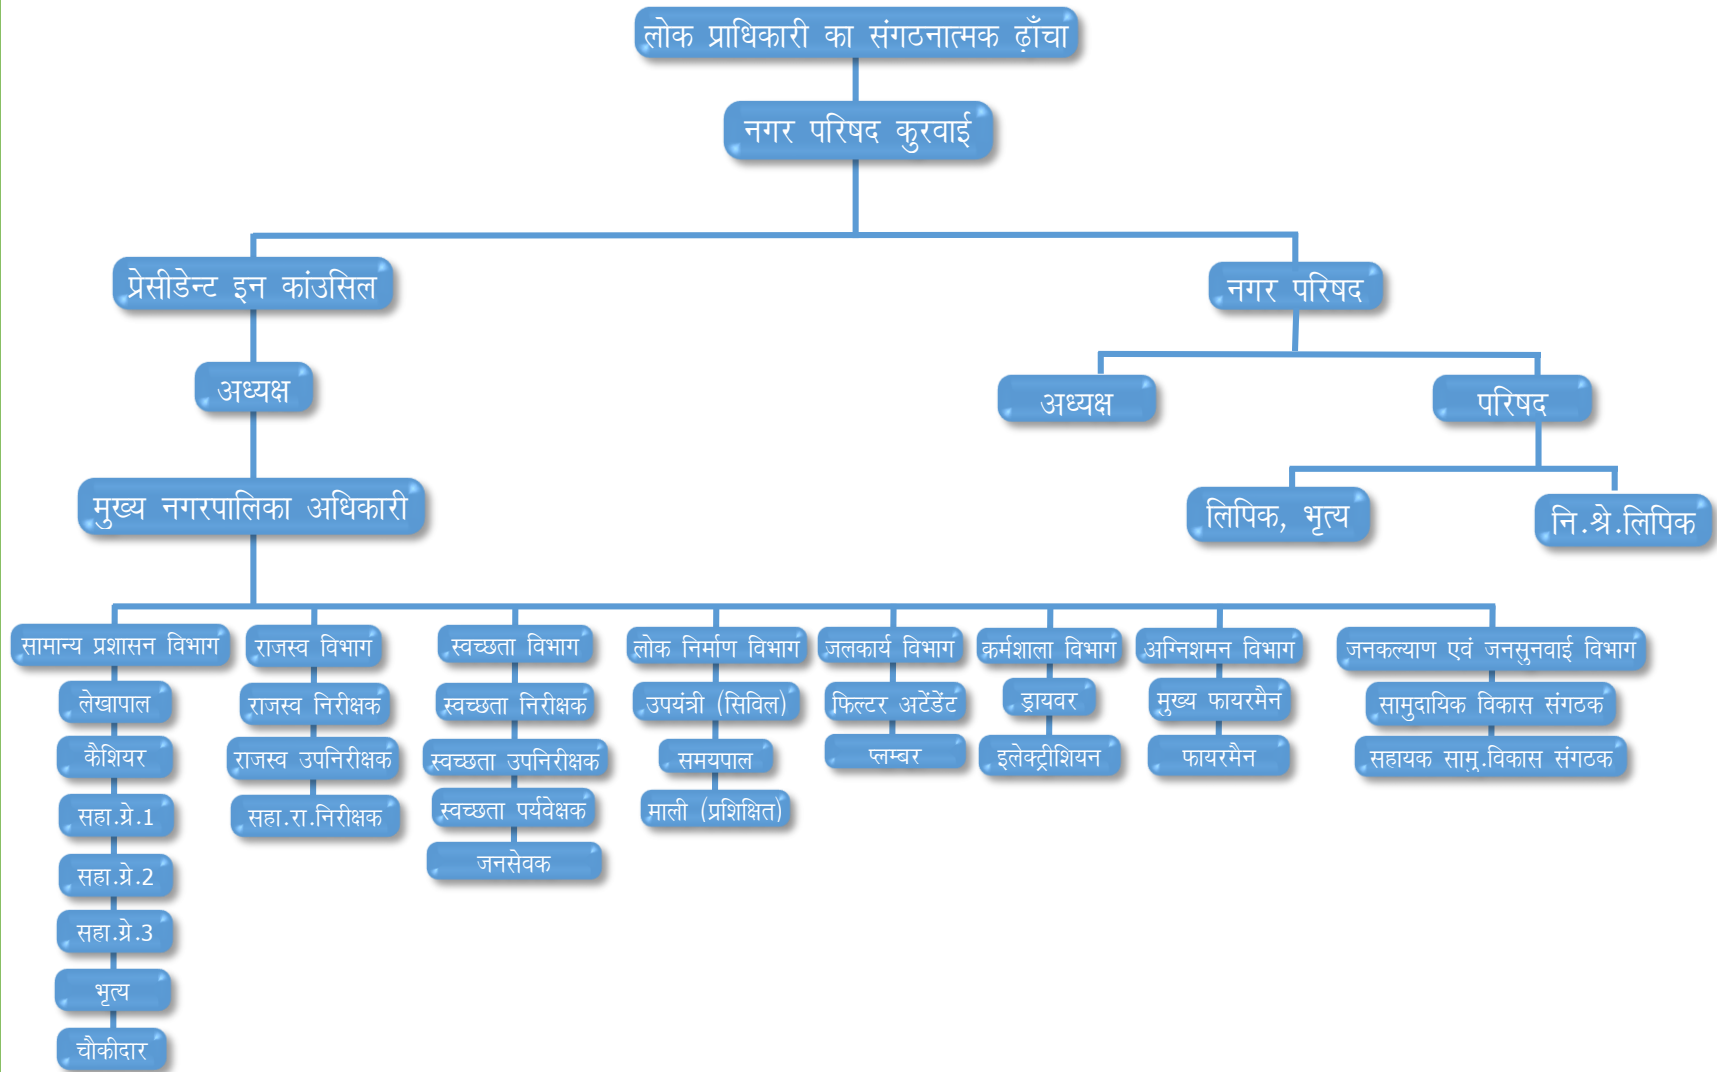 लोक प्राधिकारी का संगठनात्मक ढ़ाँचा
नगर परिषद कुरवाई
प्रेसीडेन्ट इन कांउसिल
नगर परिषद
अध्यक्ष
अध्यक्ष
परिषद
मुख्य नगरपालिका अधिकारी
लिपिक, भृत्य
नि.श्रे.लिपिक
सामान्य प्रशासन विभाग
लेखापाल
कैशियर
सहा.ग्रे.1
सहा.ग्रे.2
सहा.ग्रे.3
भृत्य
चौकीदार
राजस्व विभाग
राजस्व निरीक्षक
राजस्व उपनिरीक्षक
सहा.रा.निरीक्षक
स्वच्छता विभाग
स्वच्छता निरीक्षक
स्वच्छता उपनिरीक्षक
स्वच्छता पर्यवेक्षक
जनसेवक
लोक निर्माण विभाग
उपयंत्री (सिविल)
समयपाल
माली (प्रशिक्षित)
जलकार्य विभाग
फिल्टर अटेंडेंट
प्लम्बर
क्रर्मशाला विभाग
ड्रायवर
इलेक्ट्रीशियन
अग्निशमन विभाग
मुख्य फायरमैन
फायरमैन
जनकल्याण एवं जनसुनवाई विभाग
सामुदायिक विकास संगठक
सहायक सामु.विकास संगठक